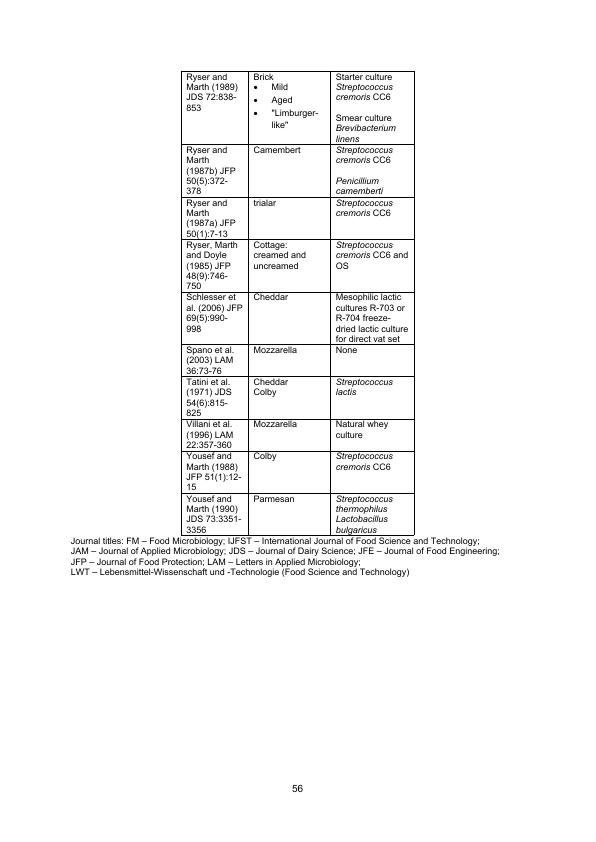 Ryser and
Marth (1989)
JDS 72:838-
853
Brick
• Mild
• Aged
• "Limburger-
like"
Starter culture
Streptococcus
cremoris CC6
Smear culture
Brevibacterium
linens
Ryser and
Marth
(1987b) JFP
50(5):372-
378
Camembert
Streptococcus
cremoris CC6
Penicillium
camemberti
Ryser and
Marth
(1987a) JFP
50(1):7-13
trialar
Streptococcus
cremoris CC6
Ryser, Marth
and Doyle
(1985) JFP
48(9):746-
750
Cottage:
creamed and
uncreamed
Streptococcus
cremoris CC6 and
OS
Schlesser et
al. (2006) JFP
69(5):990-
998
Cheddar
Mesophilic lactic
cultures R-703 or
R-704 freeze-
dried lactic culture
for direct vat set
Spano et al.
(2003) LAM
36:73-76
Mozzarella
None
Tatini et al.
(1971) JDS
54(6):815-
825
Cheddar
Colby
Streptococcus
lactis
Villani et al.
(1996) LAM
22:357-360
Mozzarella
Natural whey
culture
Yousef and
Marth (1988)
JFP 51(1):12-
15
Colby
Streptococcus
cremoris CC6
Yousef and
Marth (1990)
JDS 73:3351-
3356
Parmesan
Streptococcus
thermophilus
Lactobacillus
bulgaricus
Journal titles: FM – Food Microbiology; IJFST – International Journal of Food Science and Technology;
JAM – Journal of Applied Microbiology; JDS – Journal of Dairy Science; JFE – Journal of Food Engineering;
JFP – Journal of Food Protection; LAM – Letters in Applied Microbiology;
LWT – Lebensmittel-Wissenschaft und -Technologie (Food Science and Technology)
56